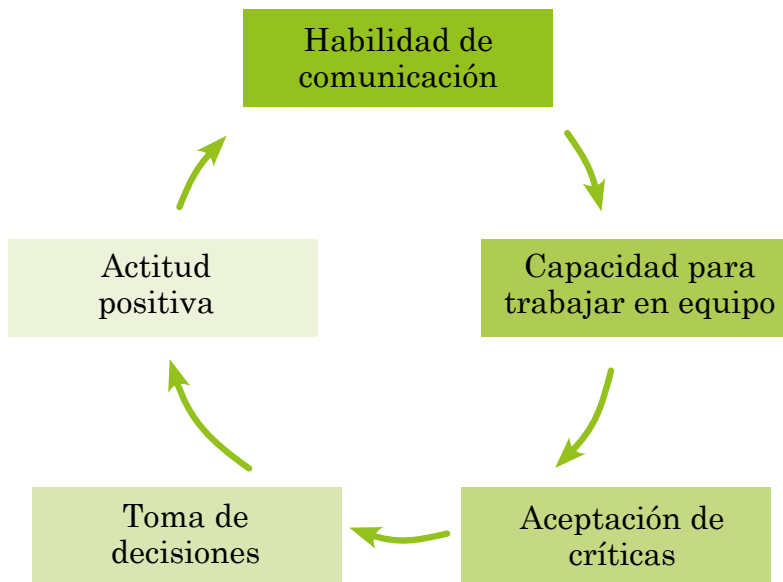 Habilidad de
comunicación
Actitud
positiva
Capacidad para
trabajar en equipo
Toma de
decisiones
Aceptación de
críticas